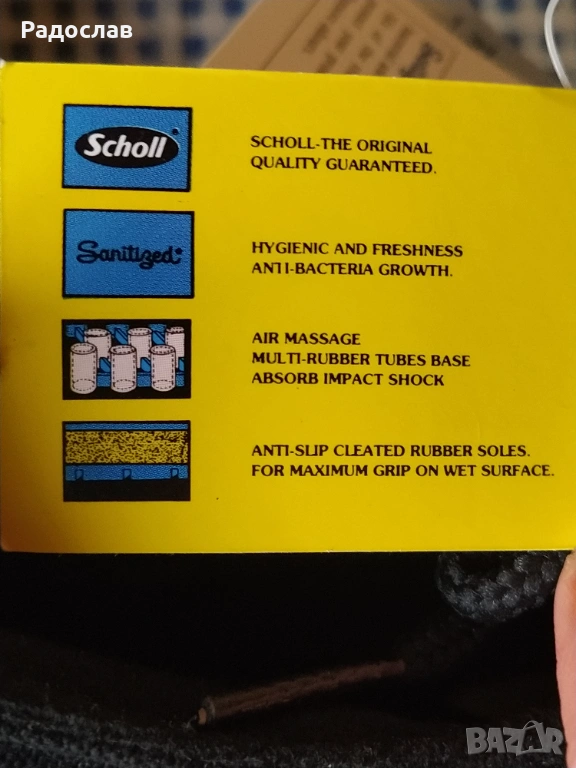 Радослав
Scholl
SCHOLL-THE ORIGINAL
QUALITY GUARANTEED.
Sanitized
HYGIENIC AND FRESHNESS
ANTI-BACTERIA GROWTH.
AIR MASSAGE
MULTI-RUBBER TUBES BASE
ABSORB IMPACT SHOCK
ANTI-SLIP CLEATED RUBBER SOLES.
FOR MAXIMUM GRIP ON WET SURFACE.
BAZAR